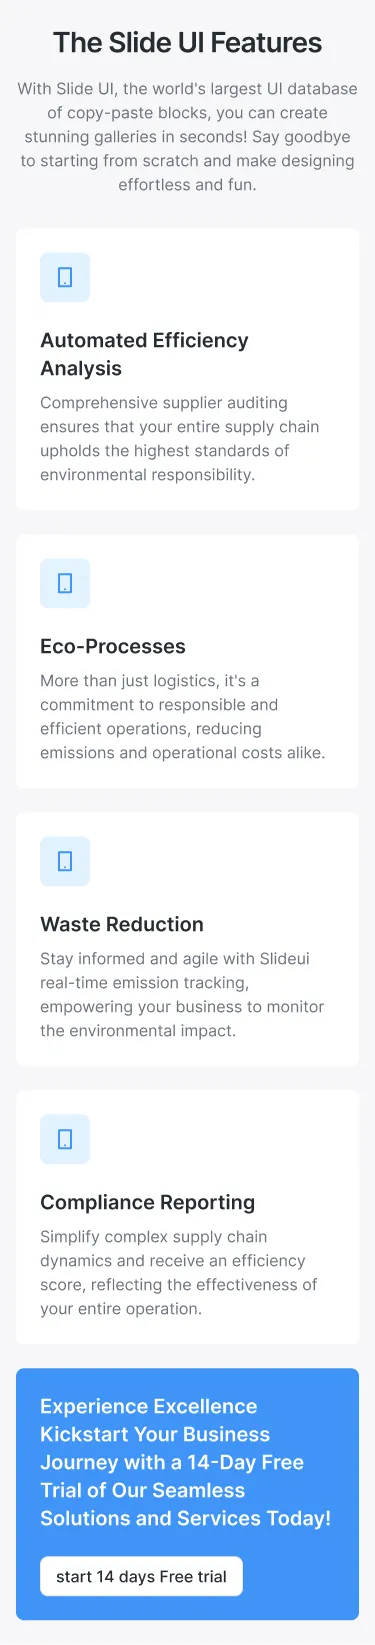 The Slide UI Features
With Slide UI, the world's largest UI database
of copy-paste blocks, you can create
stunning galleries in seconds! Say goodbye
to starting from scratch and make designing
effortless and fun.
Automated Efficiency
Analysis
Comprehensive supplier auditing
ensures that your entire supply chain
upholds the highest standards of
environmental responsibility.
Eco-Processes
More than just logistics, it's a
commitment to responsible and
efficient operations, reducing
emissions and operational costs alike.
Waste Reduction
Stay informed and agile with Slideui
real-time emission tracking,
empowering your business to monitor
the environmental impact.
Compliance Reporting
Simplify complex supply chain
dynamics and receive an efficiency
score, reflecting the effectiveness of
your entire operation.
Experience Excellence
Kickstart Your Business
Journey with a 14-Day Free
Trial of Our Seamless
Solutions and Services Today!
start 14 days Free trial